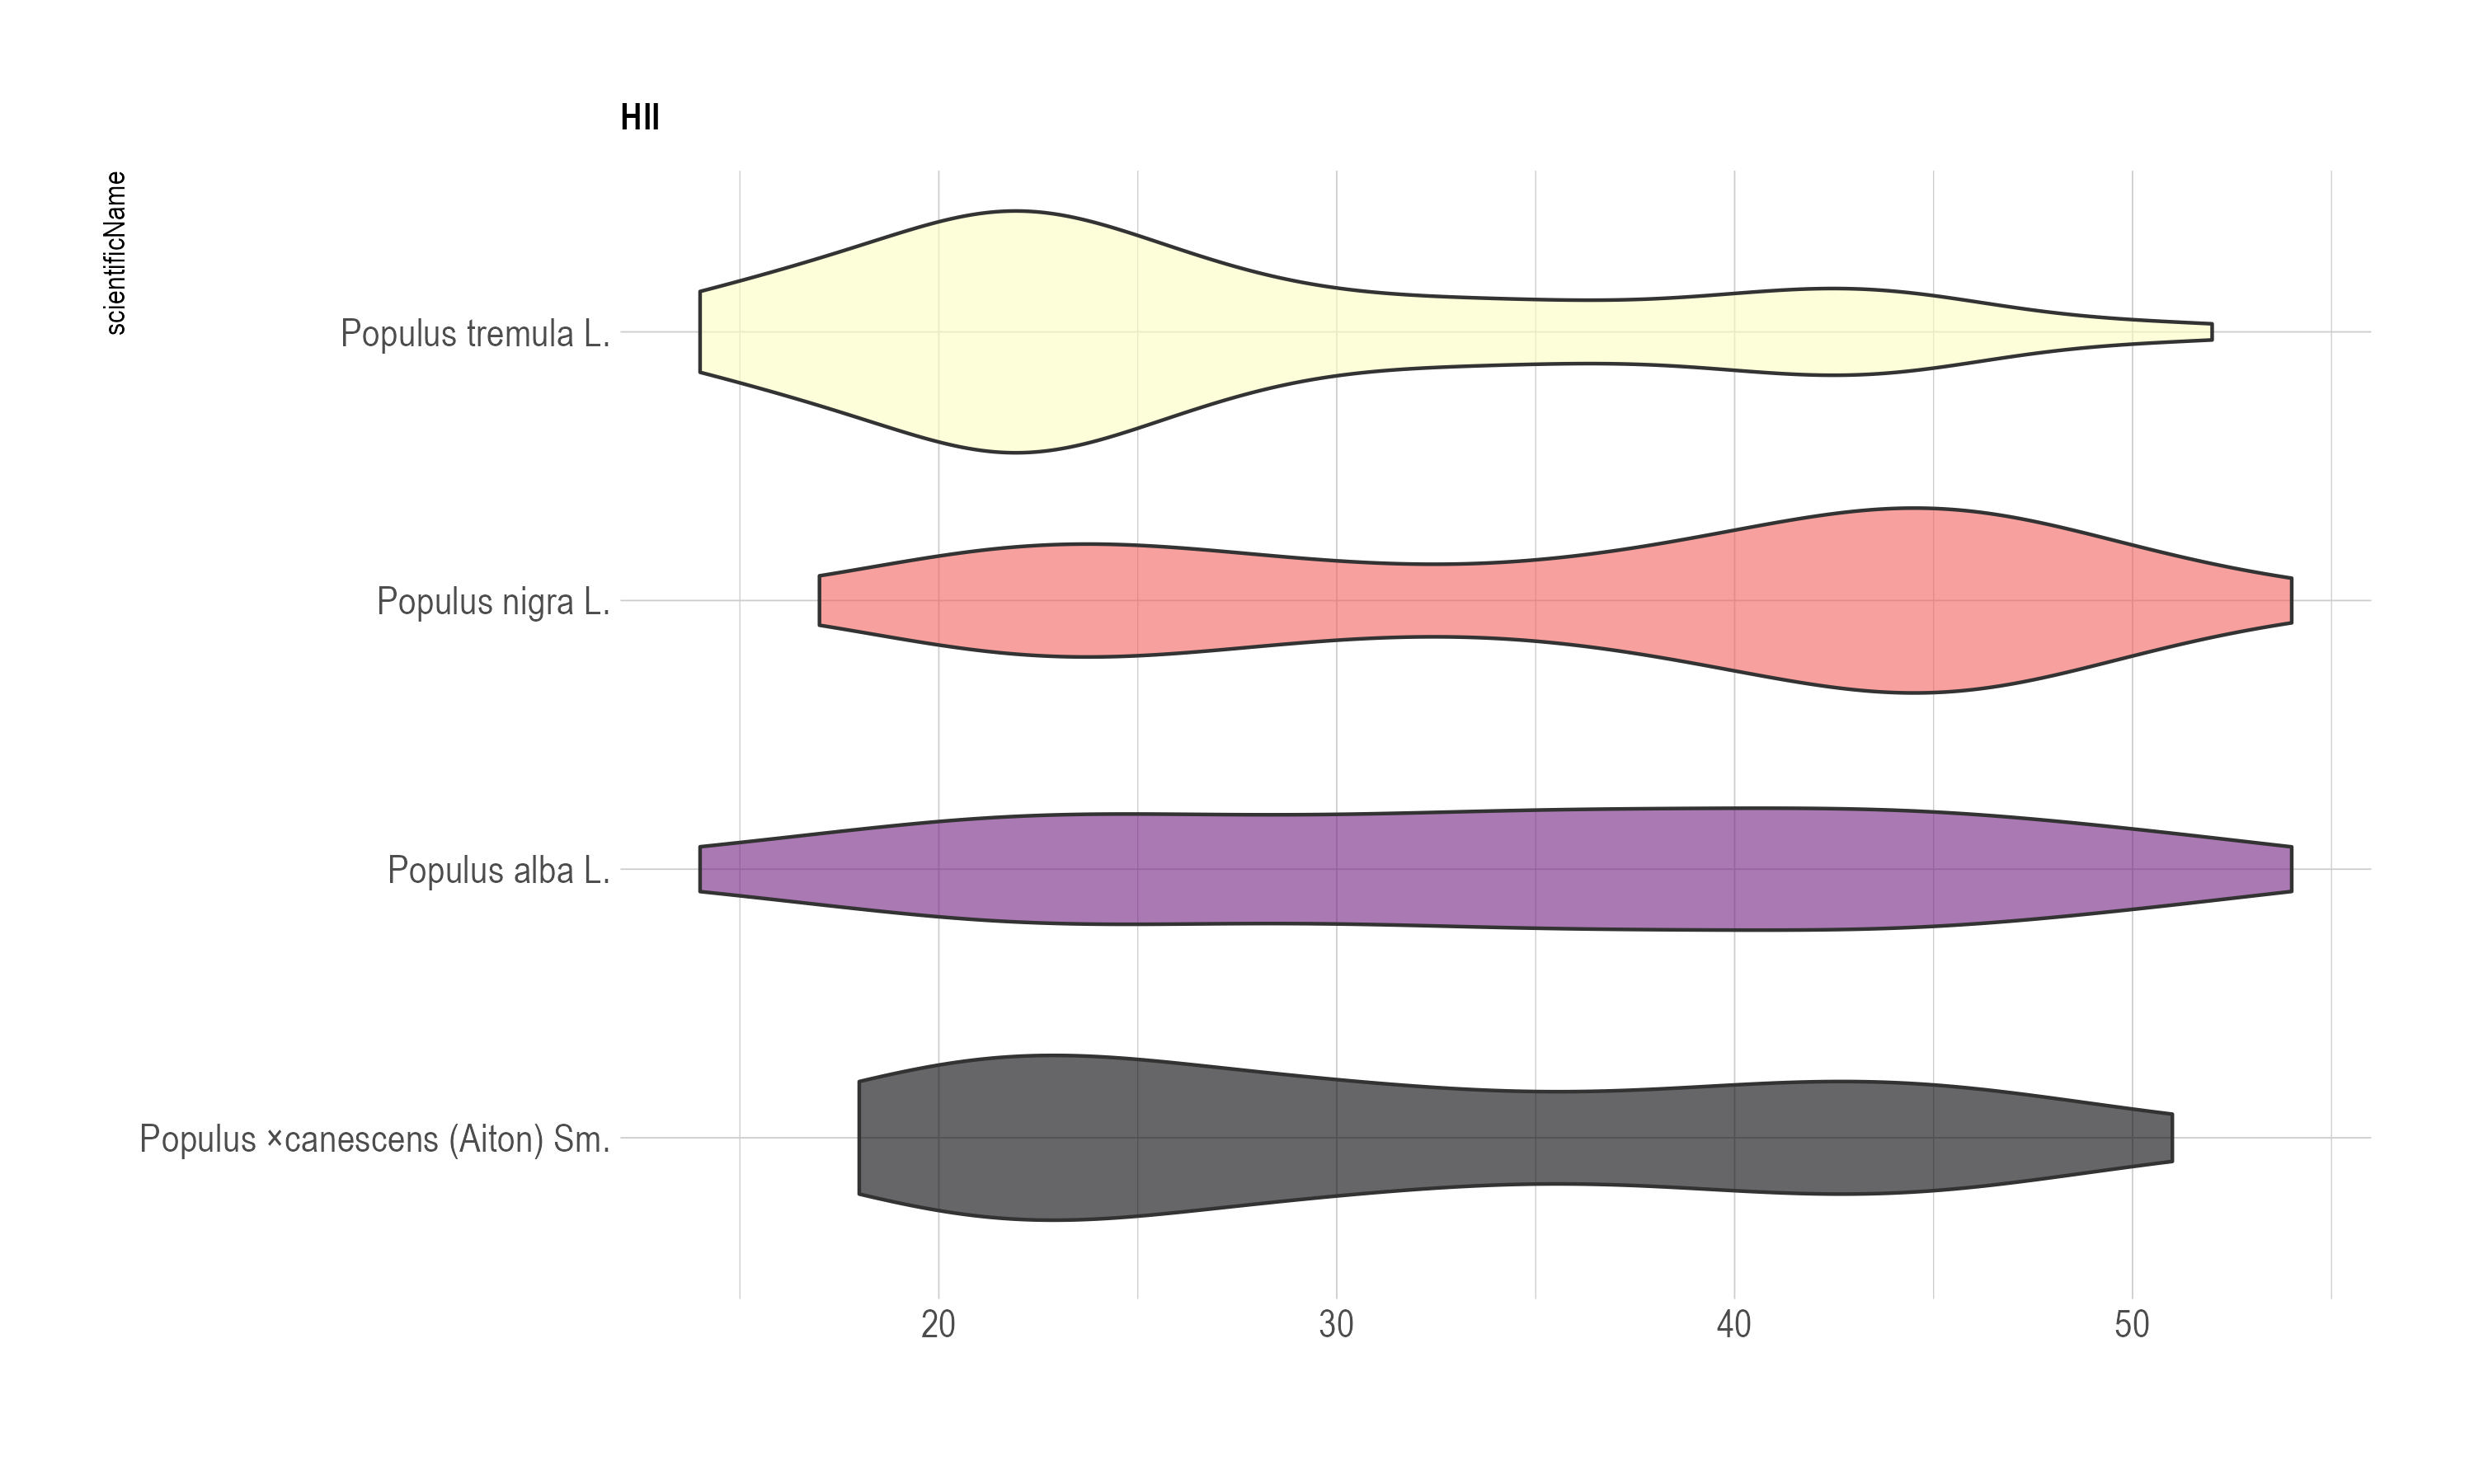 HII
scientificName
Populus tremula L.
Populus nigra L.
Populus alba L.
Populus ×canescens (Aiton) Sm.
20 30 40 50